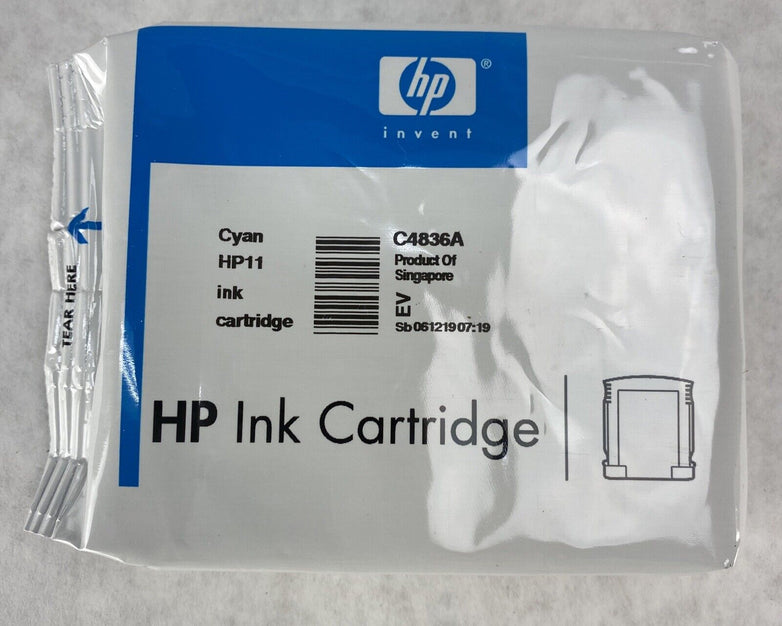 hp ®
invent
Cyan
HP11
ink
cartridge
C4836A
Product Of
Singapore
EV
Sb 061219 07:19
TEAR HERE
HP Ink Cartridge